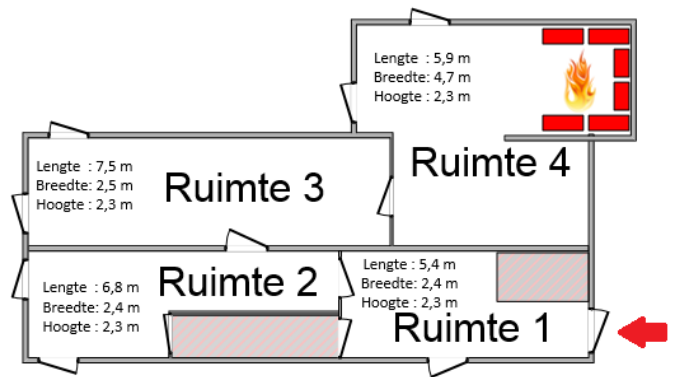 Lengte : 5,9 m
Breedte: 4,7 m
Hoogte : 2,3 m
Ruimte 4
Lengte : 7,5 m
Breedte: 2,5 m
Hoogte : 2,3 m
Ruimte 3
Lengte : 6,8 m
Breedte: 2,4 m
Hoogte : 2,3 m
Ruimte 2
Lengte : 5,4 m
Breedte: 2,4 m
Hoogte : 2,3 m
Ruimte 1